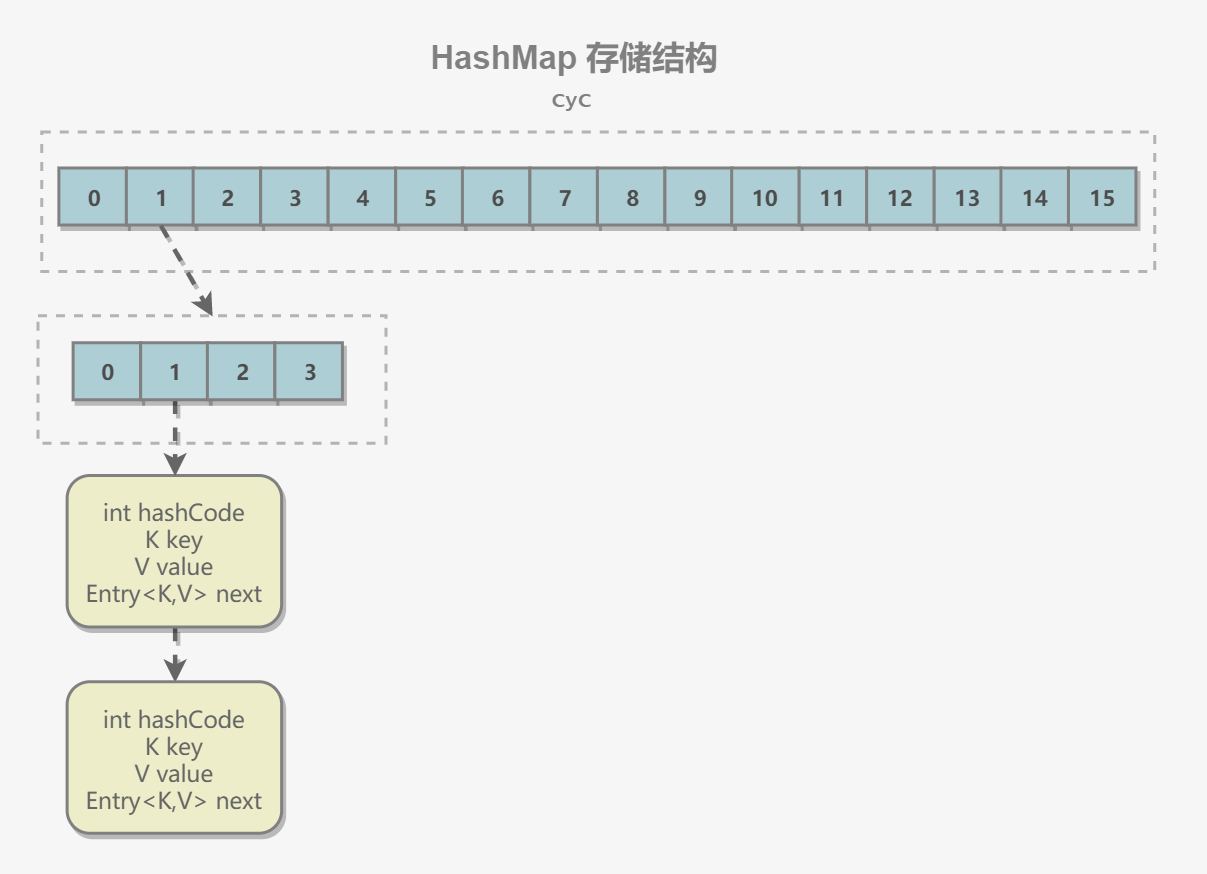 HashMap 存储结构
CyC
0 1 2 3 4 5 6 7 8 9 10 11 12 13 14 15
0 1 2 3
int hashCode
K key
V value
Entry<K,V> next
int hashCode
K key
V value
Entry<K,V> next